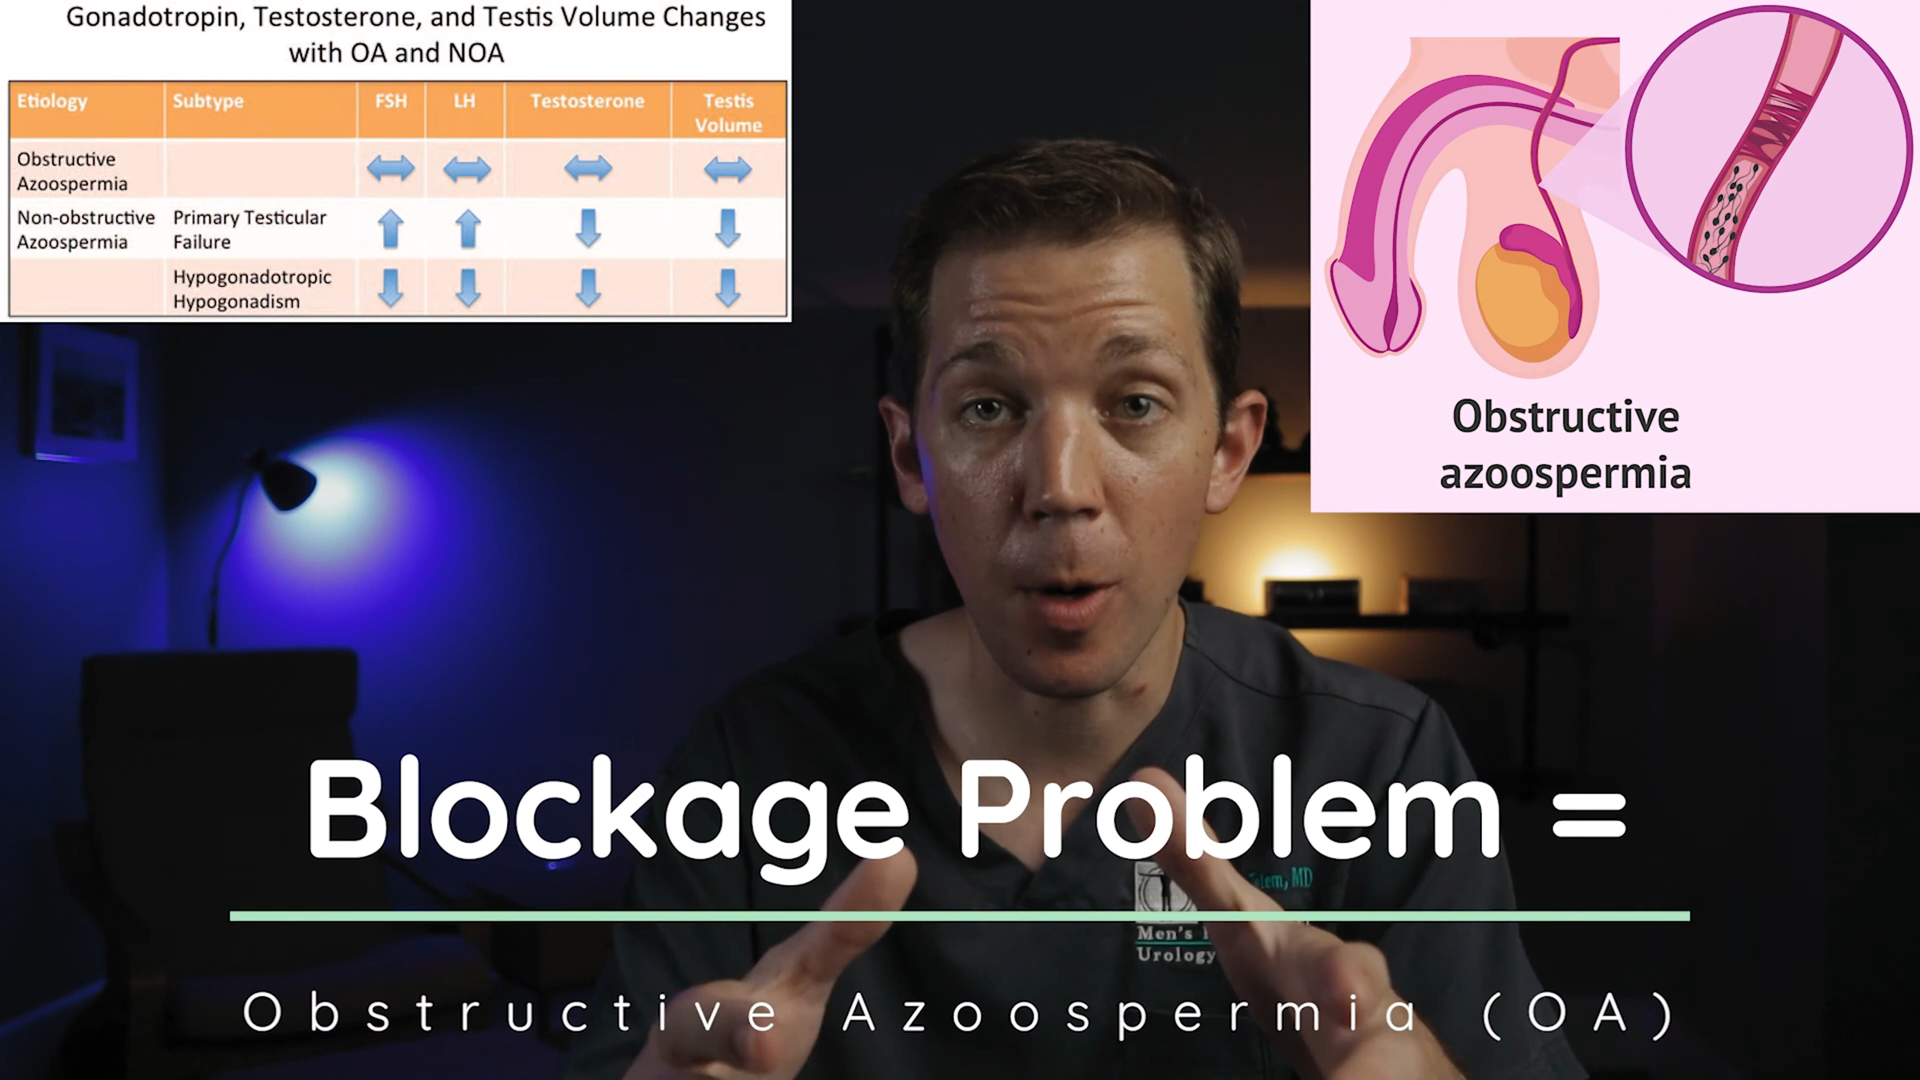 Gonadotropin, Testosterone, and Testis Volume Changes
with OA and NOA
Etiology Subtype FSH LH Testosterone Testis
Volume
Obstructive
Azoospermia
Non-obstructive Primary Testicular
Azoospermia Failure
Hypogonadotropic
Hypogonadism
Obstructive
azoospermia
Blockage Problem =
MD
Men's
Urology
Obstructive Azoospermia (OA)